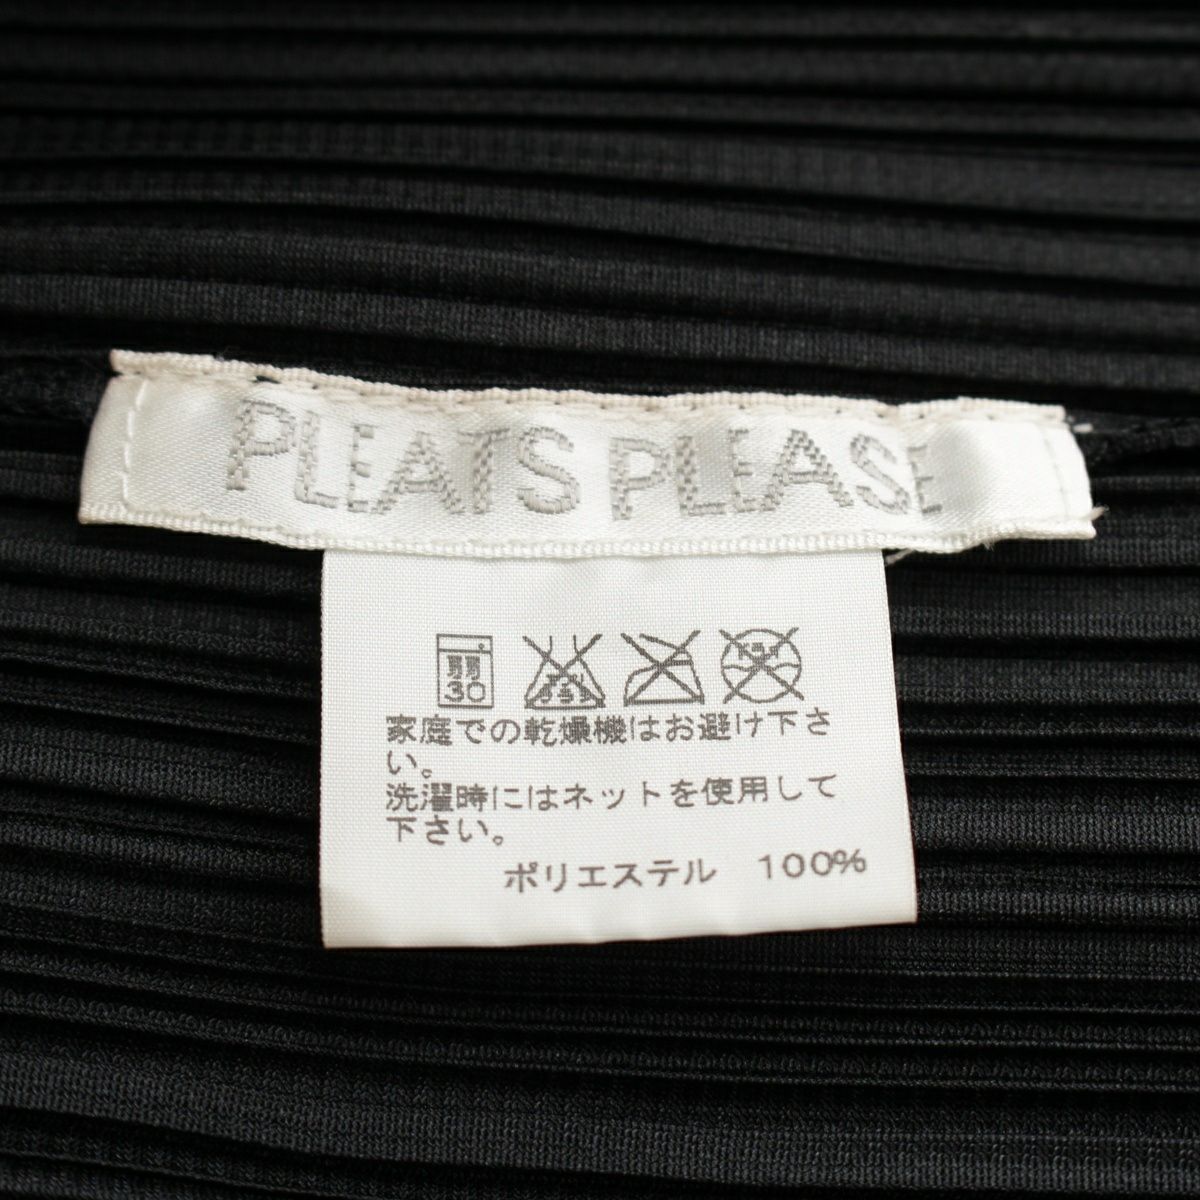 PLEATS PLEASE
弱
30
家庭での乾燥機はお避け下さ
い。
洗濯時にはネットを使用して
下さい。
ポリエステル 100%